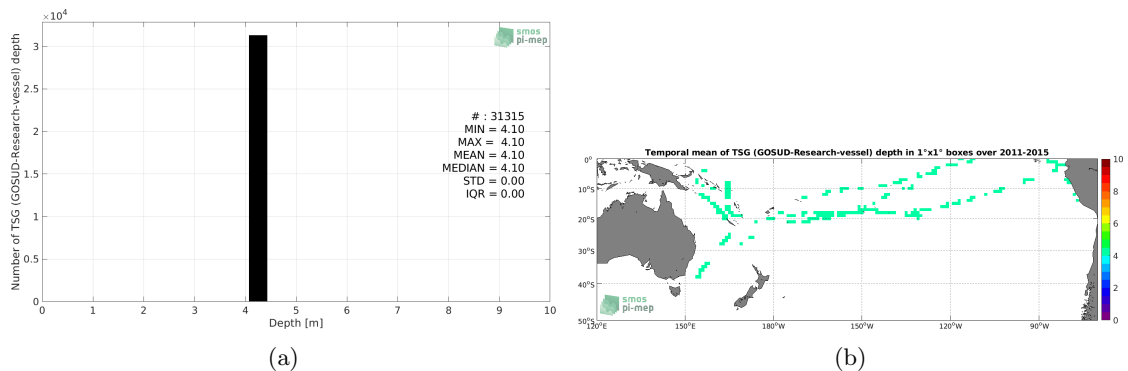 ×10⁴
3
2.5
2
1.5
1
0.5
0
Number of TSG (GOSUD-Research-vessel) depth
smos
pi-mep
# : 31315
MIN = 4.10
MAX = 4.10
MEAN = 4.10
MEDIAN = 4.10
STD = 0.00
IQR = 0.00
0 1 2 3 4 5 6 7 8 9 10
Depth [m]
(a)
Temporal mean of TSG (GOSUD-Research-vessel) depth in 1°x1° boxes over 2011-2015
0°
10°S
20°S
30°S
40°S
50°S
smos
pi-mep
120°E 150°E 180°W 150°W 120°W 90°W
10
8
6
4
2
0
(b)